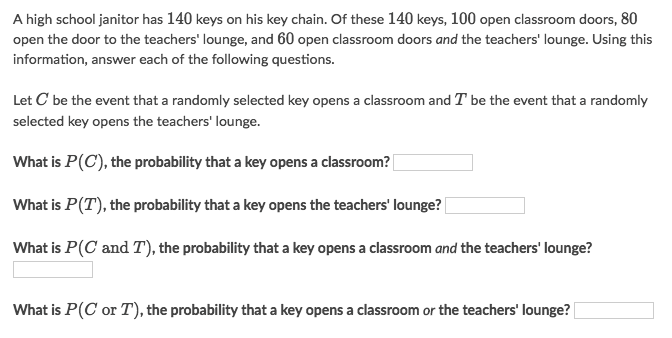 A high school janitor has 140 keys on his key chain. Of these 140 keys, 100 open classroom doors, 80
open the door to the teachers' lounge, and 60 open classroom doors and the teachers' lounge. Using this
information, answer each of the following questions.
Let C be the event that a randomly selected key opens a classroom and T be the event that a randomly
selected key opens the teachers' lounge.
What is P(C), the probability that a key opens a classroom?
What is P(T), the probability that a key opens the teachers' lounge?
What is P(C and T), the probability that a key opens a classroom and the teachers' lounge?
What is P(C or T), the probability that a key opens a classroom or the teachers' lounge?